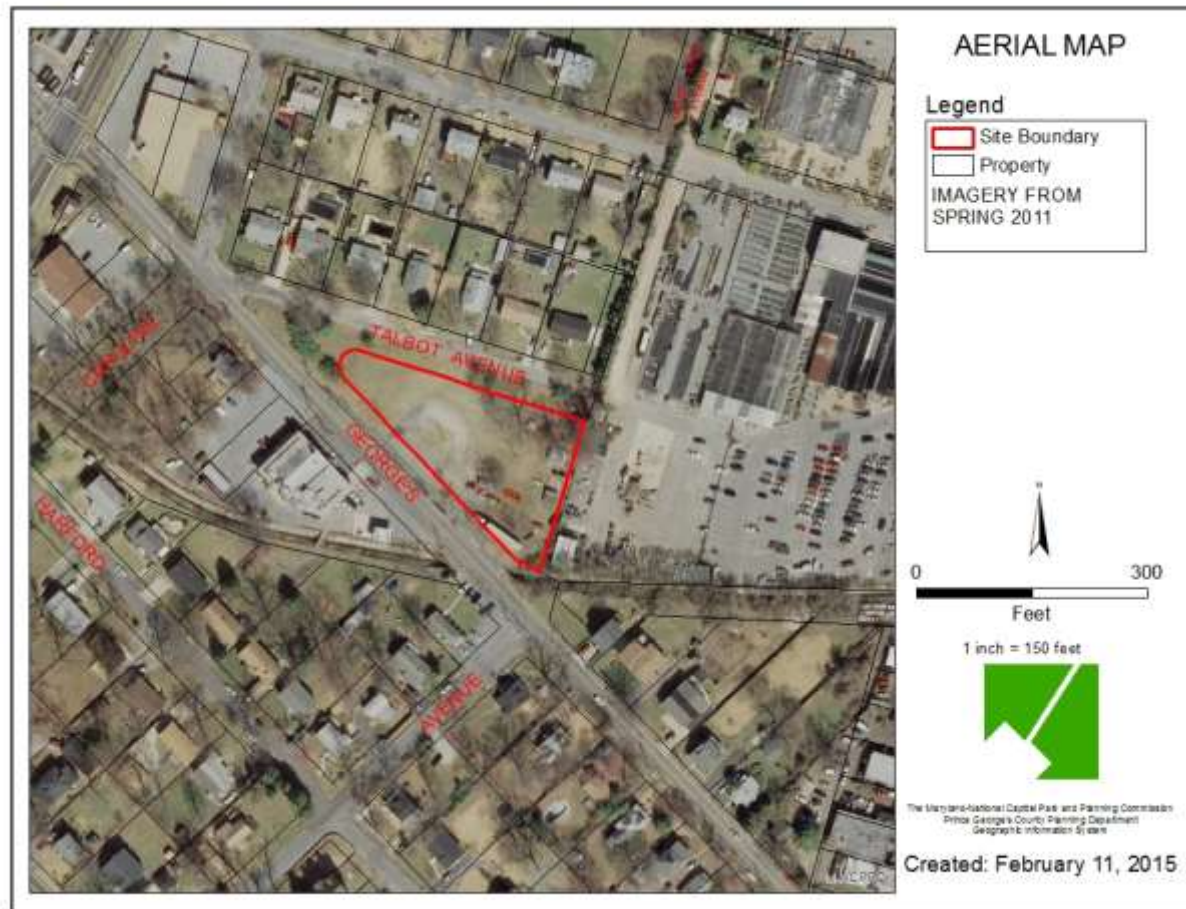 AERIAL MAP
Legend
Site Boundary
Property
IMAGERY FROM
SPRING 2011
TALBOT AVENUE
GEORGES
RADFORD
AVENUE
N
0 300
Feet
1 inch = 150 feet
The Maryland-National Capital Park and Planning Commission
Prince George's County Planning Department
Geographic Information System
Created: February 11, 2015